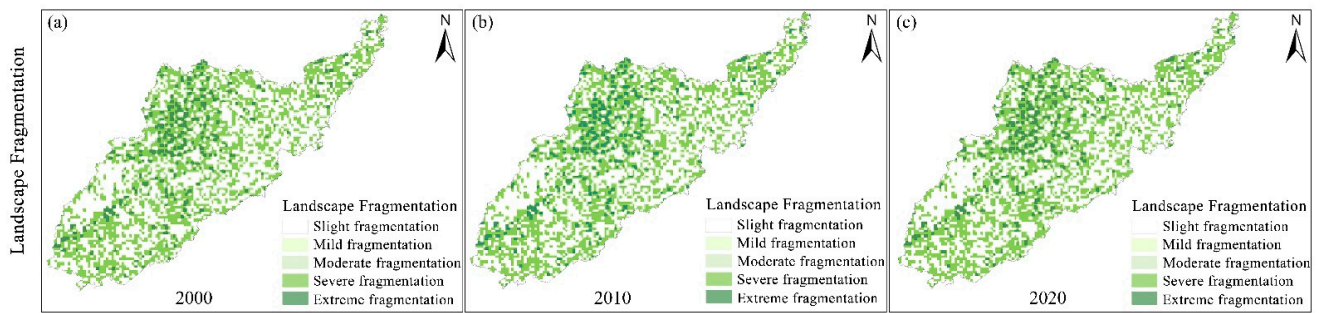 Landscape Fragmentation
(a)
N
Landscape Fragmentation
Slight fragmentation
Mild fragmentation
Moderate fragmentation
Severe fragmentation
Extreme fragmentation
2000
(b)
N
Landscape Fragmentation
Slight fragmentation
Mild fragmentation
Moderate fragmentation
Severe fragmentation
Extreme fragmentation
2010
(c)
N
Landscape Fragmentation
Slight fragmentation
Mild fragmentation
Moderate fragmentation
Severe fragmentation
Extreme fragmentation
2020